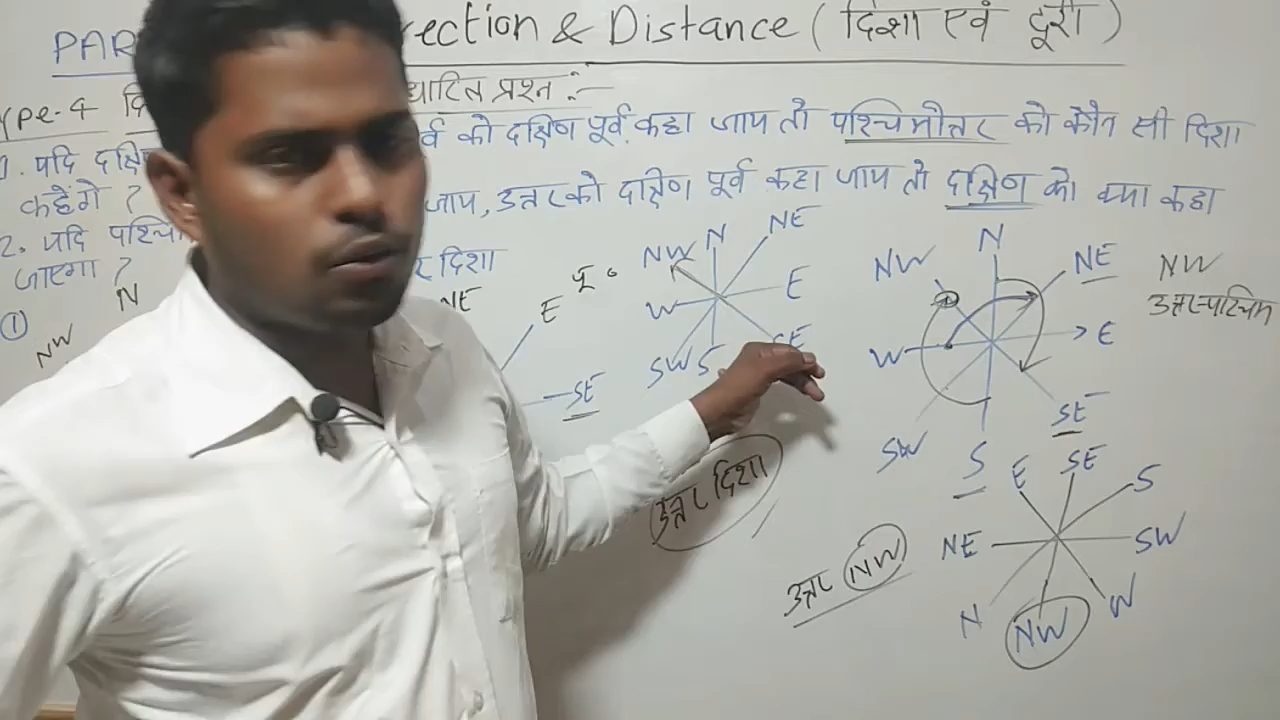 PAR rection & Distance ( दिशा एवं दूरी )
ype-4 दि घाटित प्रश्न :-
1. यदि दक्षि र्व को दक्षिण पूर्व कहा जाय तो पश्चिमोत्तर को कौन सी दिशा
कहेंगे ?
2. यदि पश्चि जाय, उत्तर को दक्षिण पूर्व कहा जाय तो दक्षिण को क्या कहा
जाएगा ? र दिशा
①
NW N NE E SE
पू०
NW N NE
W E
SW S SE
उत्तर दिशा
N
NW NE
W E
SW S SE
NW
उत्तर-पश्चिम
E SE S
NE SW
N NW W
उत्तर NW